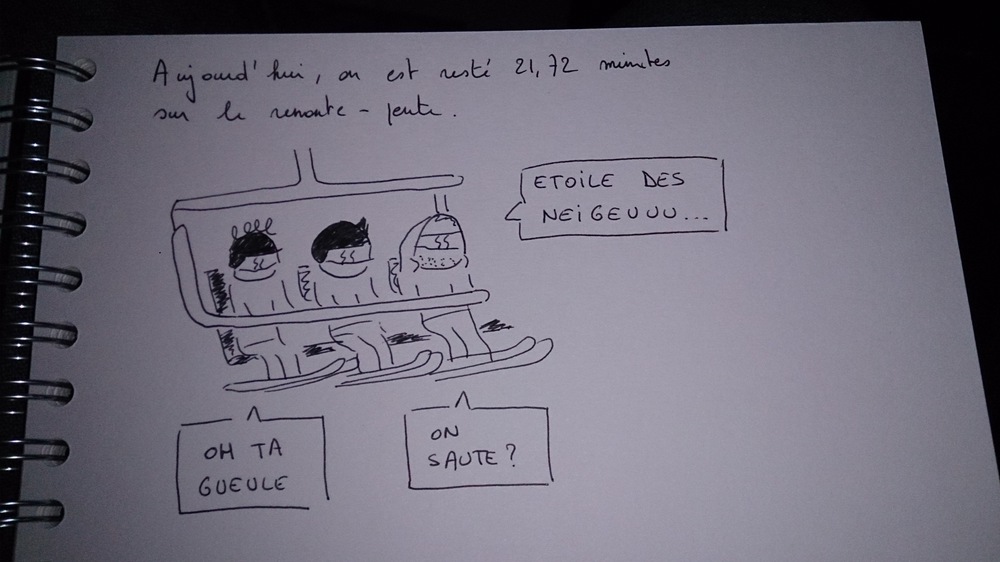 Aujourd'hui, on est resté 21,72 minutes
sur le remonte-pente.
ETOILE DES
NEIGEUUU...
OH TA
GUEULE
ON
SAUTE ?